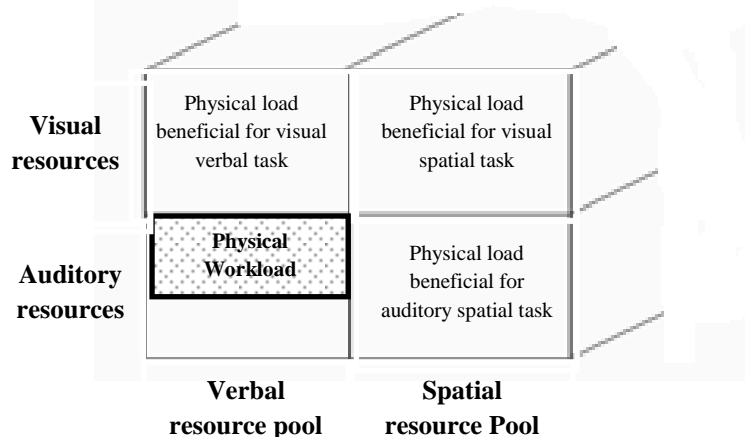 Visual
resources
Physical load
beneficial for visual
verbal task
Physical load
beneficial for visual
spatial task
Auditory
resources
Physical
Workload
Physical load
beneficial for
auditory spatial task
Verbal
resource pool
Spatial
resource Pool